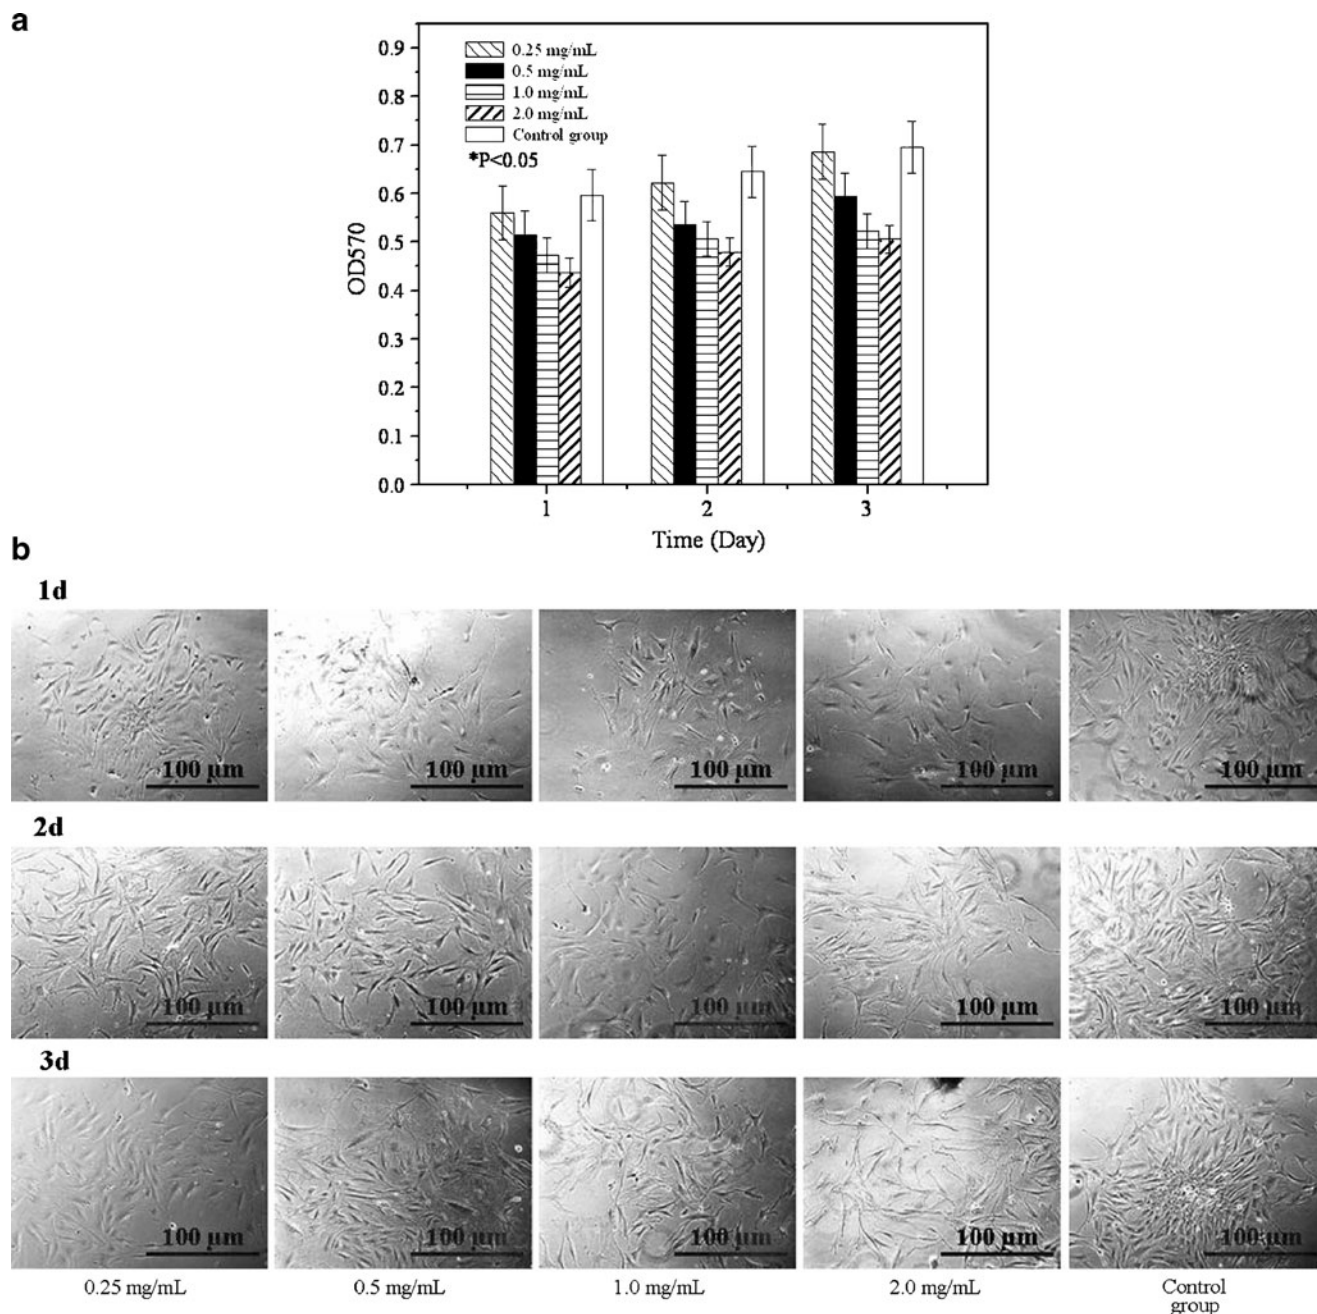 a
0.9
0.8
0.7
0.6
0.5
0.4
0.3
0.2
0.1
0.0
OD570
0.25 mg/mL
0.5 mg/mL
1.0 mg/mL
2.0 mg/mL
Control group
*P<0.05
1
2
3
Time (Day)
b
1d
100 µm
100 µm
100 µm
100 µm
100 µm
2d
100 µm
100 µm
100 µm
100 µm
100 µm
3d
100 µm
100 µm
100 µm
100 µm
100 µm
0.25 mg/mL
0.5 mg/mL
1.0 mg/mL
2.0 mg/mL
Control
group